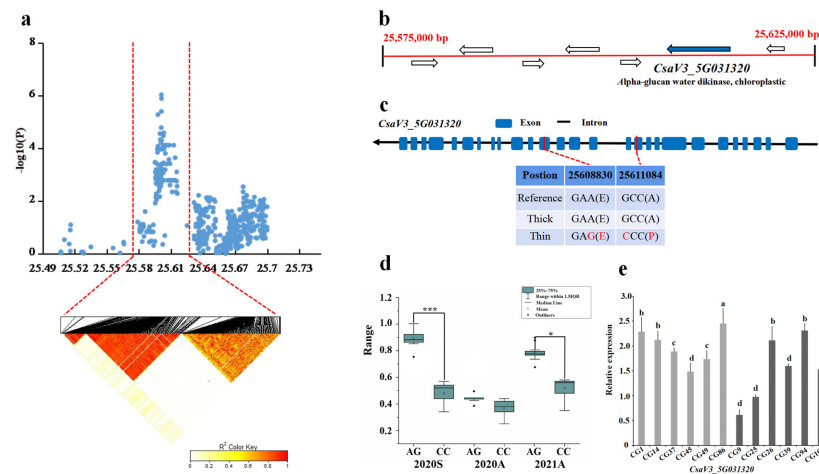 a
8
6
4
2
0
-log10(P)
25.49 25.52 25.55 25.58 25.61 25.64 25.67 25.7 25.73
R2 Color Key
0 0.2 0.4 0.6 0.8 1
b
25,575,000 bp
25,625,000 bp
CsaV3_5G031320
Alpha-glucan water dikinase, chloroplastic
c
CsaV3_5G031320 Exon Intron
Postion 25608830 25611084
Reference GAA(E) GCC(A)
Thick GAA(E) GCC(A)
Thin GAG(E) CCC(P)
d
25%~75%
Range within 1.5IQR
Median Line
Mean
Outliners
Range
1.2
1.0
0.8
0.6
0.4
0.2
***
*
AG CC AG CC AG CC
2020S 2020A 2021A
e
Relative expression
3.0
2.5
2.0
1.5
1.0
0.5
0.0
b b c d c a d d b c b
CG1 CG14 CG37 CG45 CG49 CG86 CG9 CG25 CG26 CG39 CG94
CsaV3_5G031320